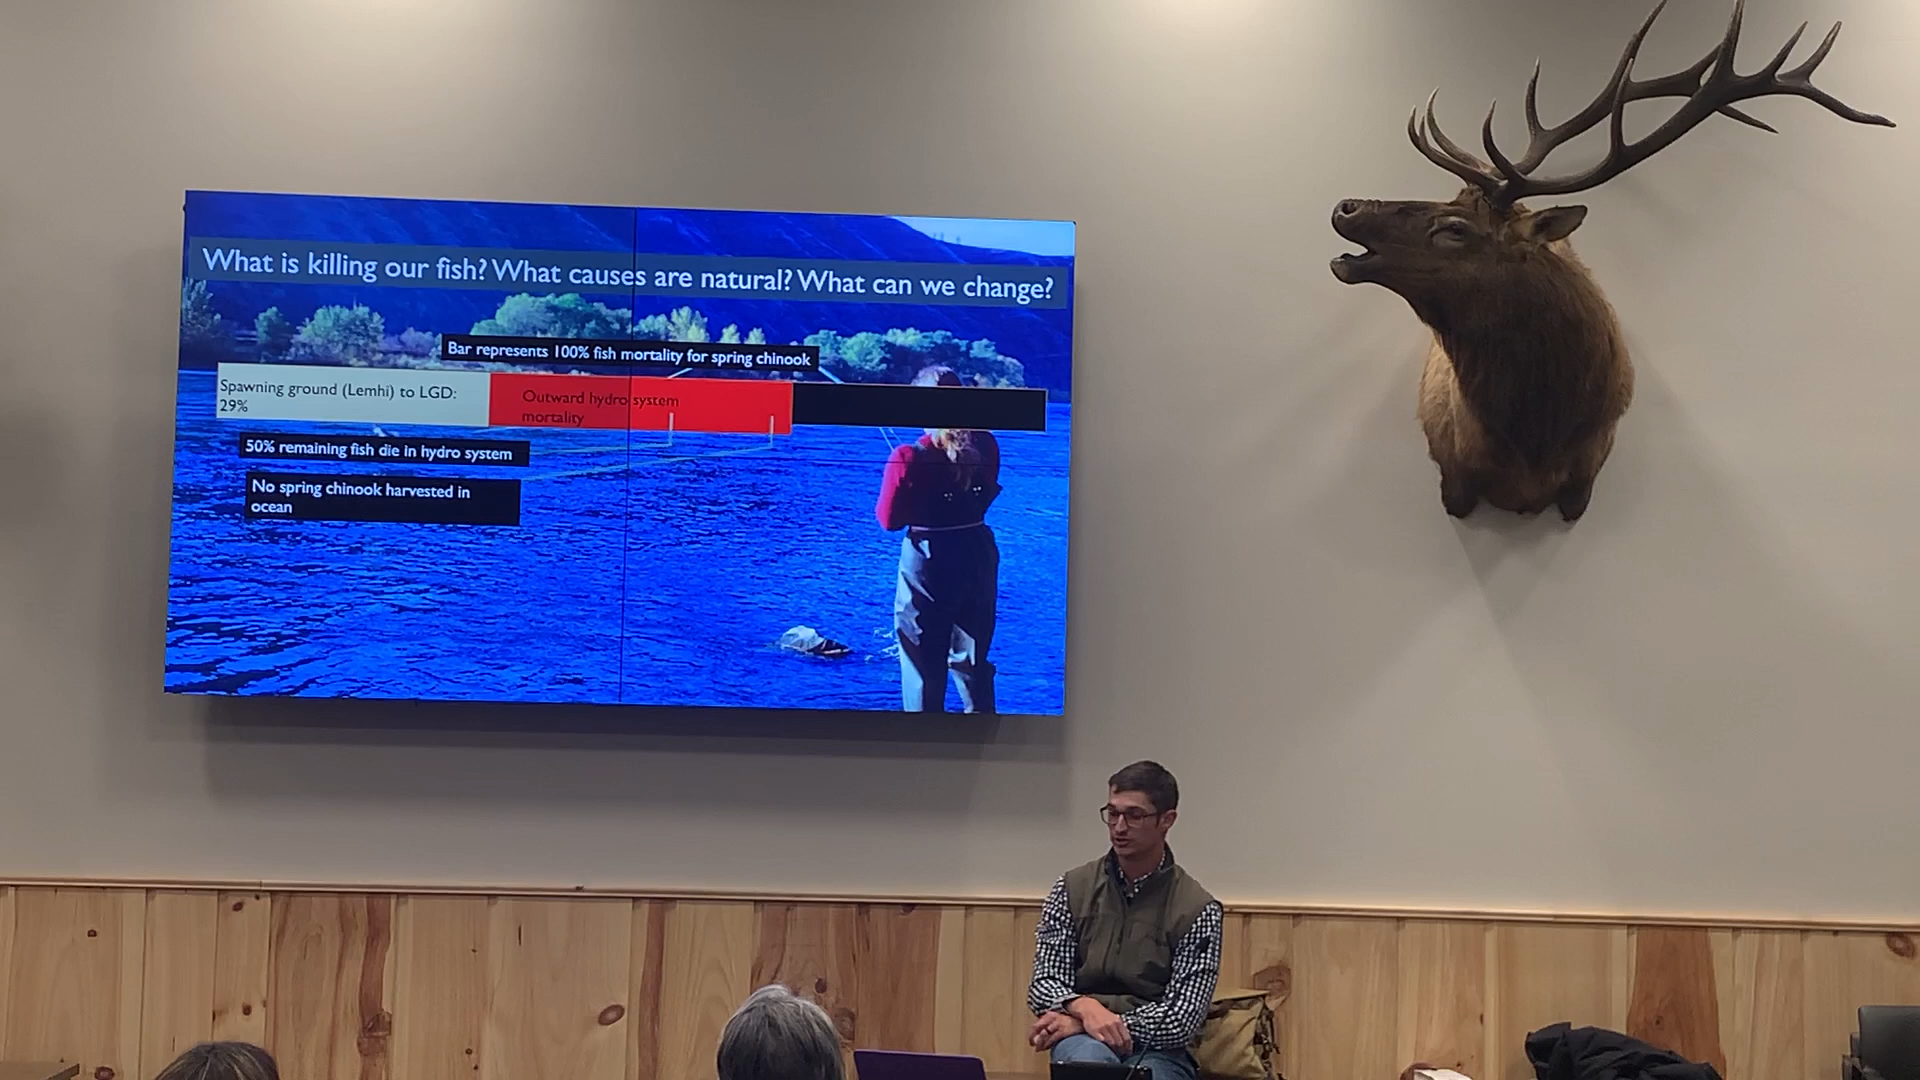 What is killing our fish? What causes are natural? What can we change?
Bar represents 100% fish mortality for spring chinook
Spawning ground (Lemhi) to LGD:
29%
Outward hydro system
mortality
50% remaining fish die in hydro system
No spring chinook harvested in
ocean